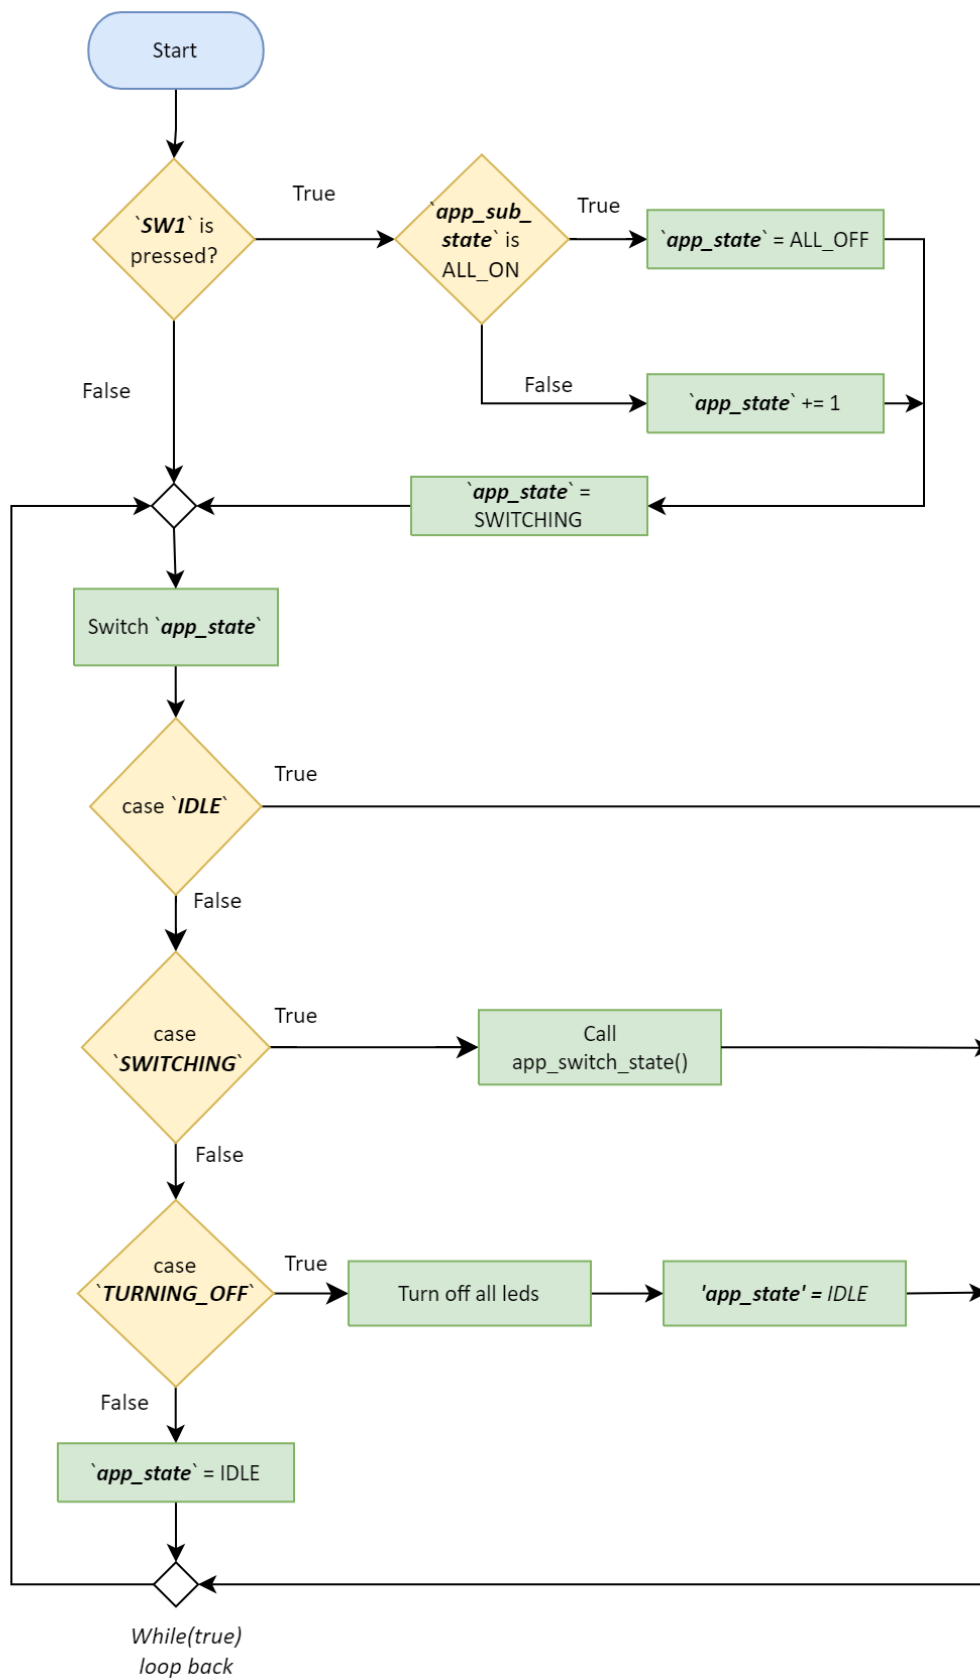 Start
`SW1` is
pressed?
True
`app_sub_
state` is
ALL_ON
True
`app_state` = ALL_OFF
False
False
`app_state` += 1
`app_state` =
SWITCHING
Switch `app_state`
case `IDLE`
True
False
case
`SWITCHING`
True
Call
app_switch_state()
False
case
`TURNING_OFF`
True
Turn off all leds
'app_state' = IDLE
False
`app_state` = IDLE
While(true)
loop back